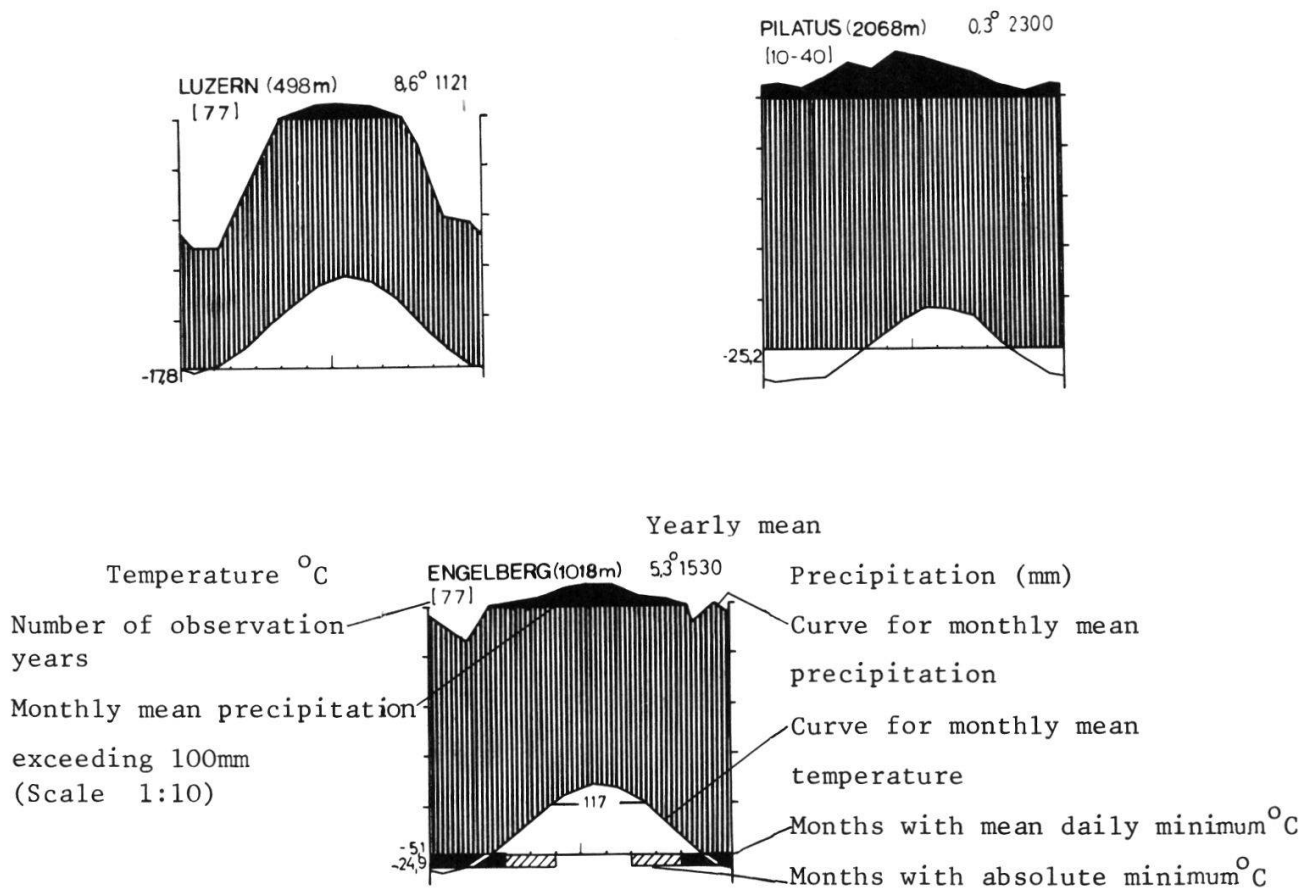 PILATUS (2068m) 0,3° 2300
[10-40]
LUZERN (498m) 8,6° 1121
[77]
-25,2
-17,8
Yearly mean
Temperature °C
ENGELBERG (1018m) 5,3° 1530
Precipitation (mm)
[77]
Number of observation
years
Curve for monthly mean
precipitation
Monthly mean precipitation
exceeding 100mm
(Scale 1:10)
Curve for monthly mean
temperature
117
-5,1
-24,9
Months with mean daily minimum °C
Months with absolute minimum °C